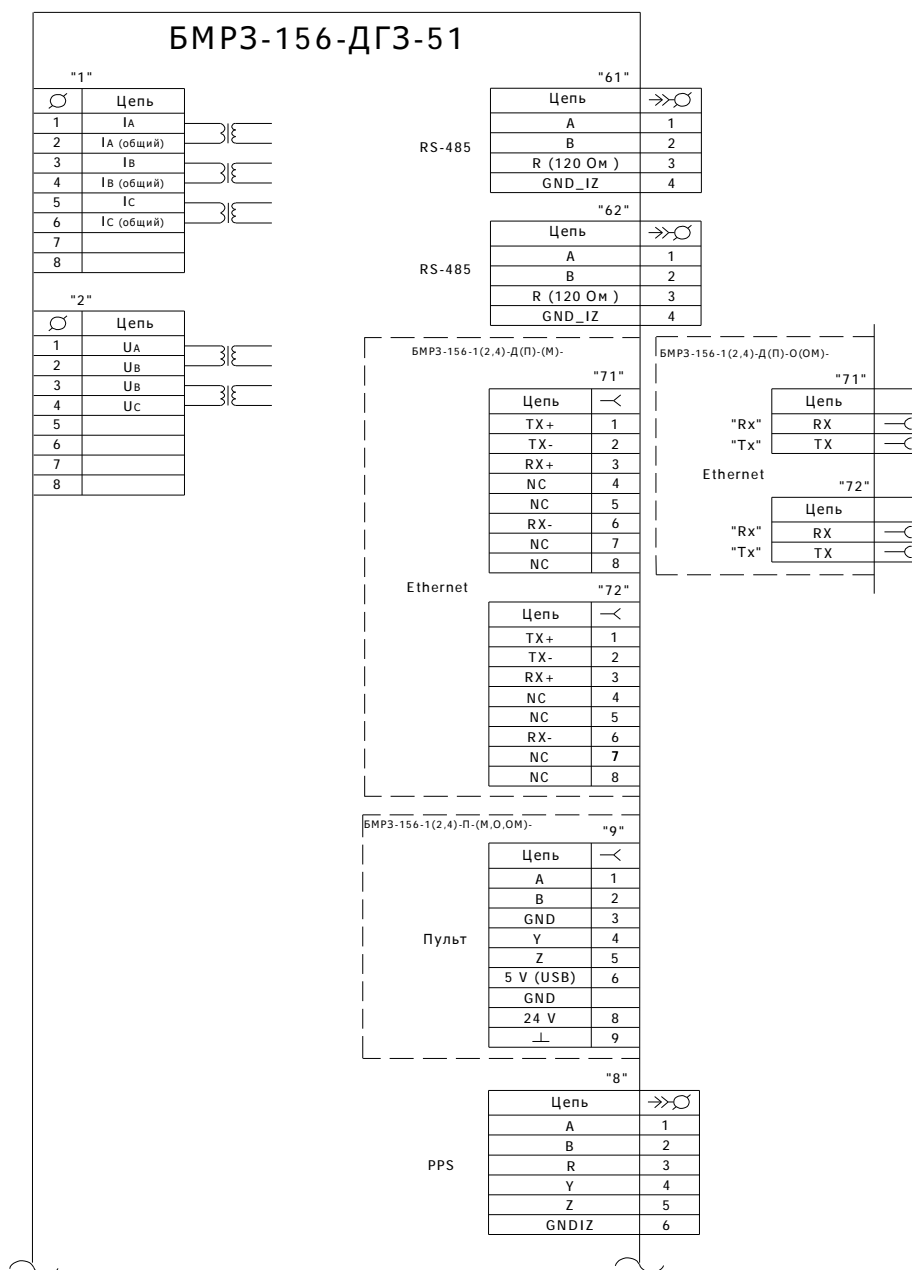 БМРЗ-156-ДГЗ-51
"1"
Цепь
1 IA
2 IA (общий)
3 IB
4 IB (общий)
5 IC
6 IC (общий)
7
8
"2"
Цепь
1 UA
2 UB
3 UB
4 UC
5
6
7
8
"61"
RS-485
Цепь
A 1
B 2
R (120 Ом ) 3
GND_IZ 4
"62"
RS-485
Цепь
A 1
B 2
R (120 Ом ) 3
GND_IZ 4
БМРЗ-156-1(2,4)-Д(П)-(М)-
"71"
Цепь
TX+ 1
TX- 2
RX+ 3
NC 4
NC 5
RX- 6
NC 7
NC 8
Ethernet
"72"
Цепь
TX+ 1
TX- 2
RX+ 3
NC 4
NC 5
RX- 6
NC 7
NC 8
БМРЗ-156-1(2,4)-Д(П)-О(ОМ)-
"71"
Цепь
"Rx" RX
"Tx" TX
Ethernet
"72"
Цепь
"Rx" RX
"Tx" TX
БМРЗ-156-1(2,4)-П-(М,О,ОМ)-
"9"
Пульт
Цепь
A 1
B 2
GND 3
Y 4
Z 5
5 V (USB) 6
GND
24 V 8
⊥ 9
"8"
PPS
Цепь
A 1
B 2
R 3
Y 4
Z 5
GNDIZ 6